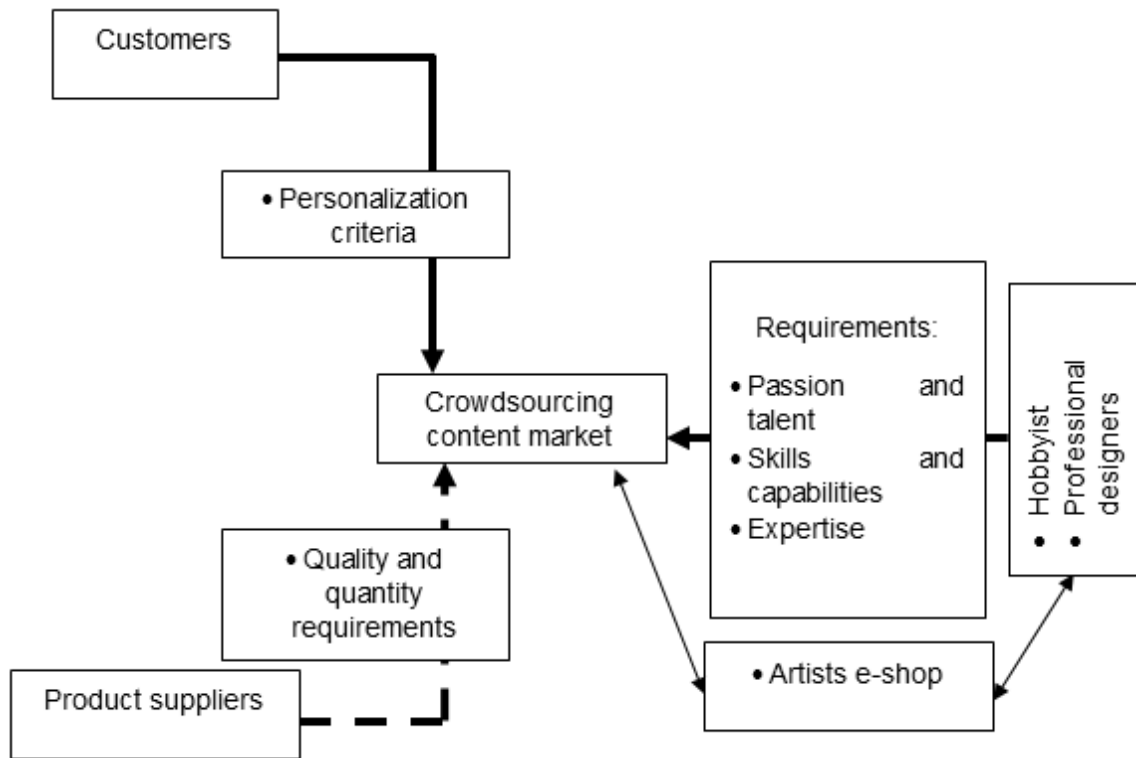 Customers
• Personalization
criteria
Crowdsourcing
content market
Requirements:
• Passion and
talent
• Skills and
capabilities
• Expertise
• Hobbyist
• Professional
designers
• Quality and
quantity
requirements
Product suppliers
• Artists e-shop